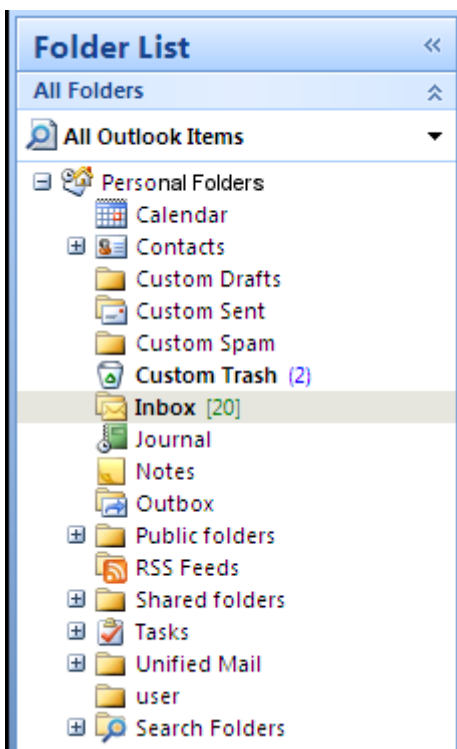 Folder List
All Folders
All Outlook Items
Personal Folders
Calendar
Contacts
Custom Drafts
Custom Sent
Custom Spam
Custom Trash (2)
Inbox [20]
Journal
Notes
Outbox
Public folders
RSS Feeds
Shared folders
Tasks
Unified Mail
user
Search Folders